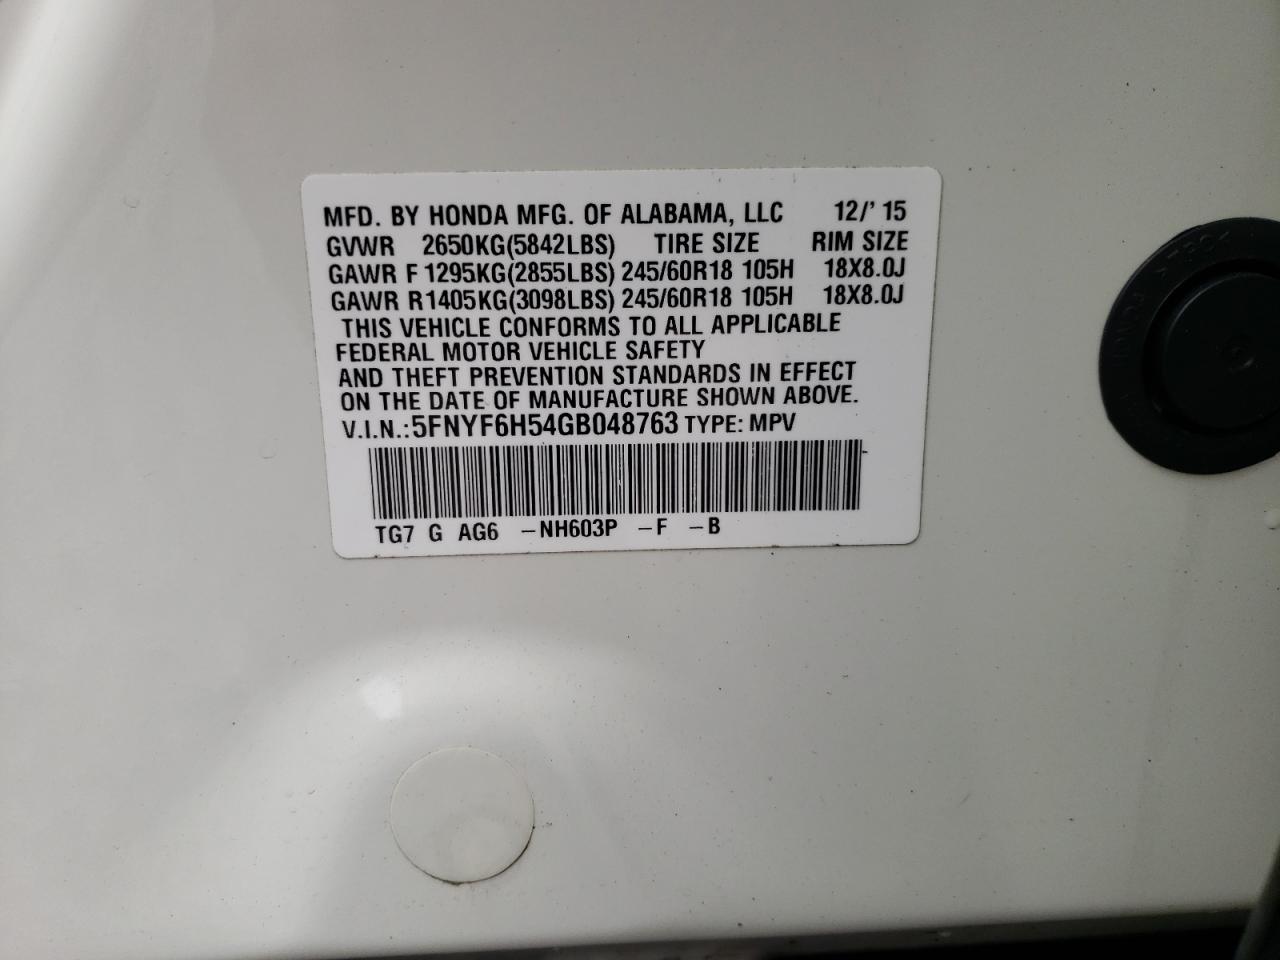 MFD. BY HONDA MFG. OF ALABAMA, LLC 12/' 15
GVWR 2650KG(5842LBS) TIRE SIZE RIM SIZE
GAWR F 1295KG(2855LBS) 245/60R18 105H 18X8.0J
GAWR R1405KG(3098LBS) 245/60R18 105H 18X8.0J
THIS VEHICLE CONFORMS TO ALL APPLICABLE
FEDERAL MOTOR VEHICLE SAFETY
AND THEFT PREVENTION STANDARDS IN EFFECT
ON THE DATE OF MANUFACTURE SHOWN ABOVE.
V.I.N.:5FNYF6H54GB048763 TYPE: MPV
TG7 G AG6 -NH603P -F -B